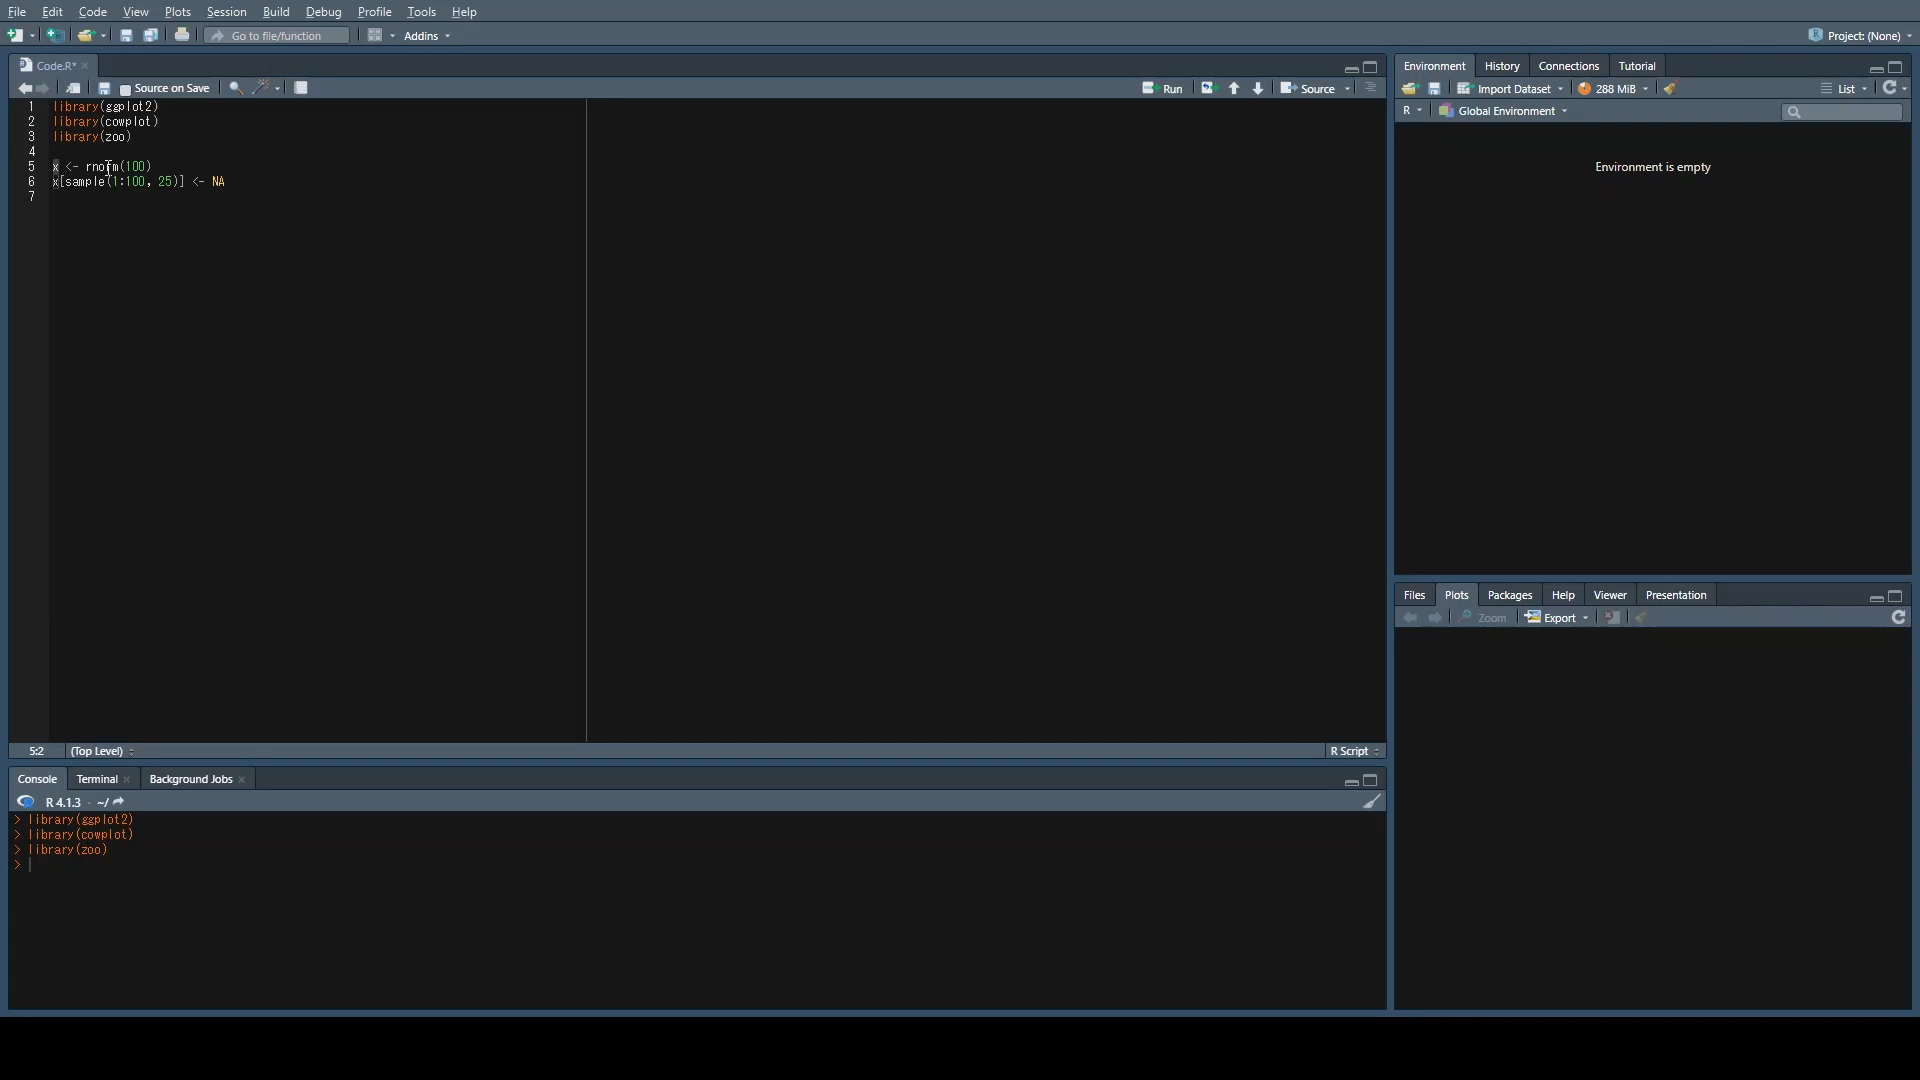 File Edit Code View Plots Session Build Debug Profile Tools Help
Go to file/function Addins Project: (None)
Code.R*
Source on Save Run Source
1 library(ggplot2)
2 library(cowplot)
3 library(zoo)
4
5 x <- rnorm(100)
6 x[sample(1:100, 25)] <- NA
7
5:2 (Top Level) R Script
Console Terminal Background Jobs
R 4.1.3 · ~/
> library(ggplot2)
> library(cowplot)
> library(zoo)
>
Environment History Connections Tutorial
Import Dataset 288 MiB List
R Global Environment
Environment is empty
Files Plots Packages Help Viewer Presentation
Zoom Export